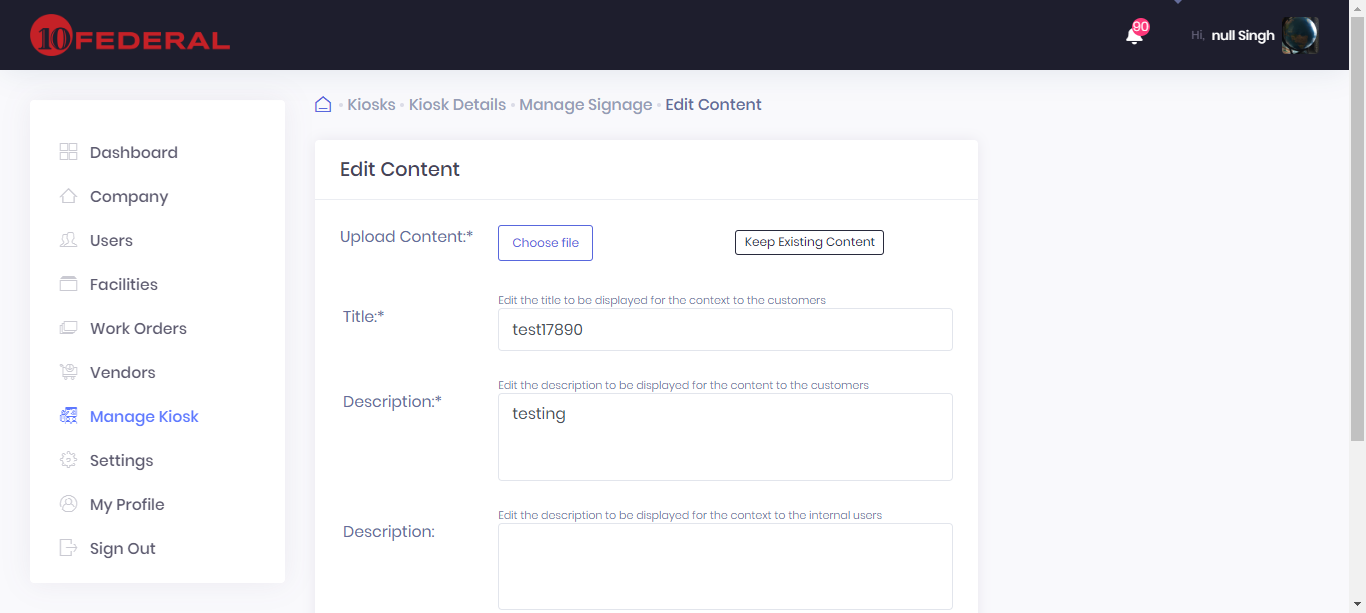 10 FEDERAL
90
Hi, null Singh
Kiosks • Kiosk Details • Manage Signage • Edit Content
Dashboard
Company
Users
Facilities
Work Orders
Vendors
Manage Kiosk
Settings
My Profile
Sign Out
Edit Content
Upload Content:* Choose file Keep Existing Content
Edit the title to be displayed for the context to the customers
Title:* test17890
Edit the description to be displayed for the content to the customers
Description:* testing
Edit the description to be displayed for the context to the internal users
Description: